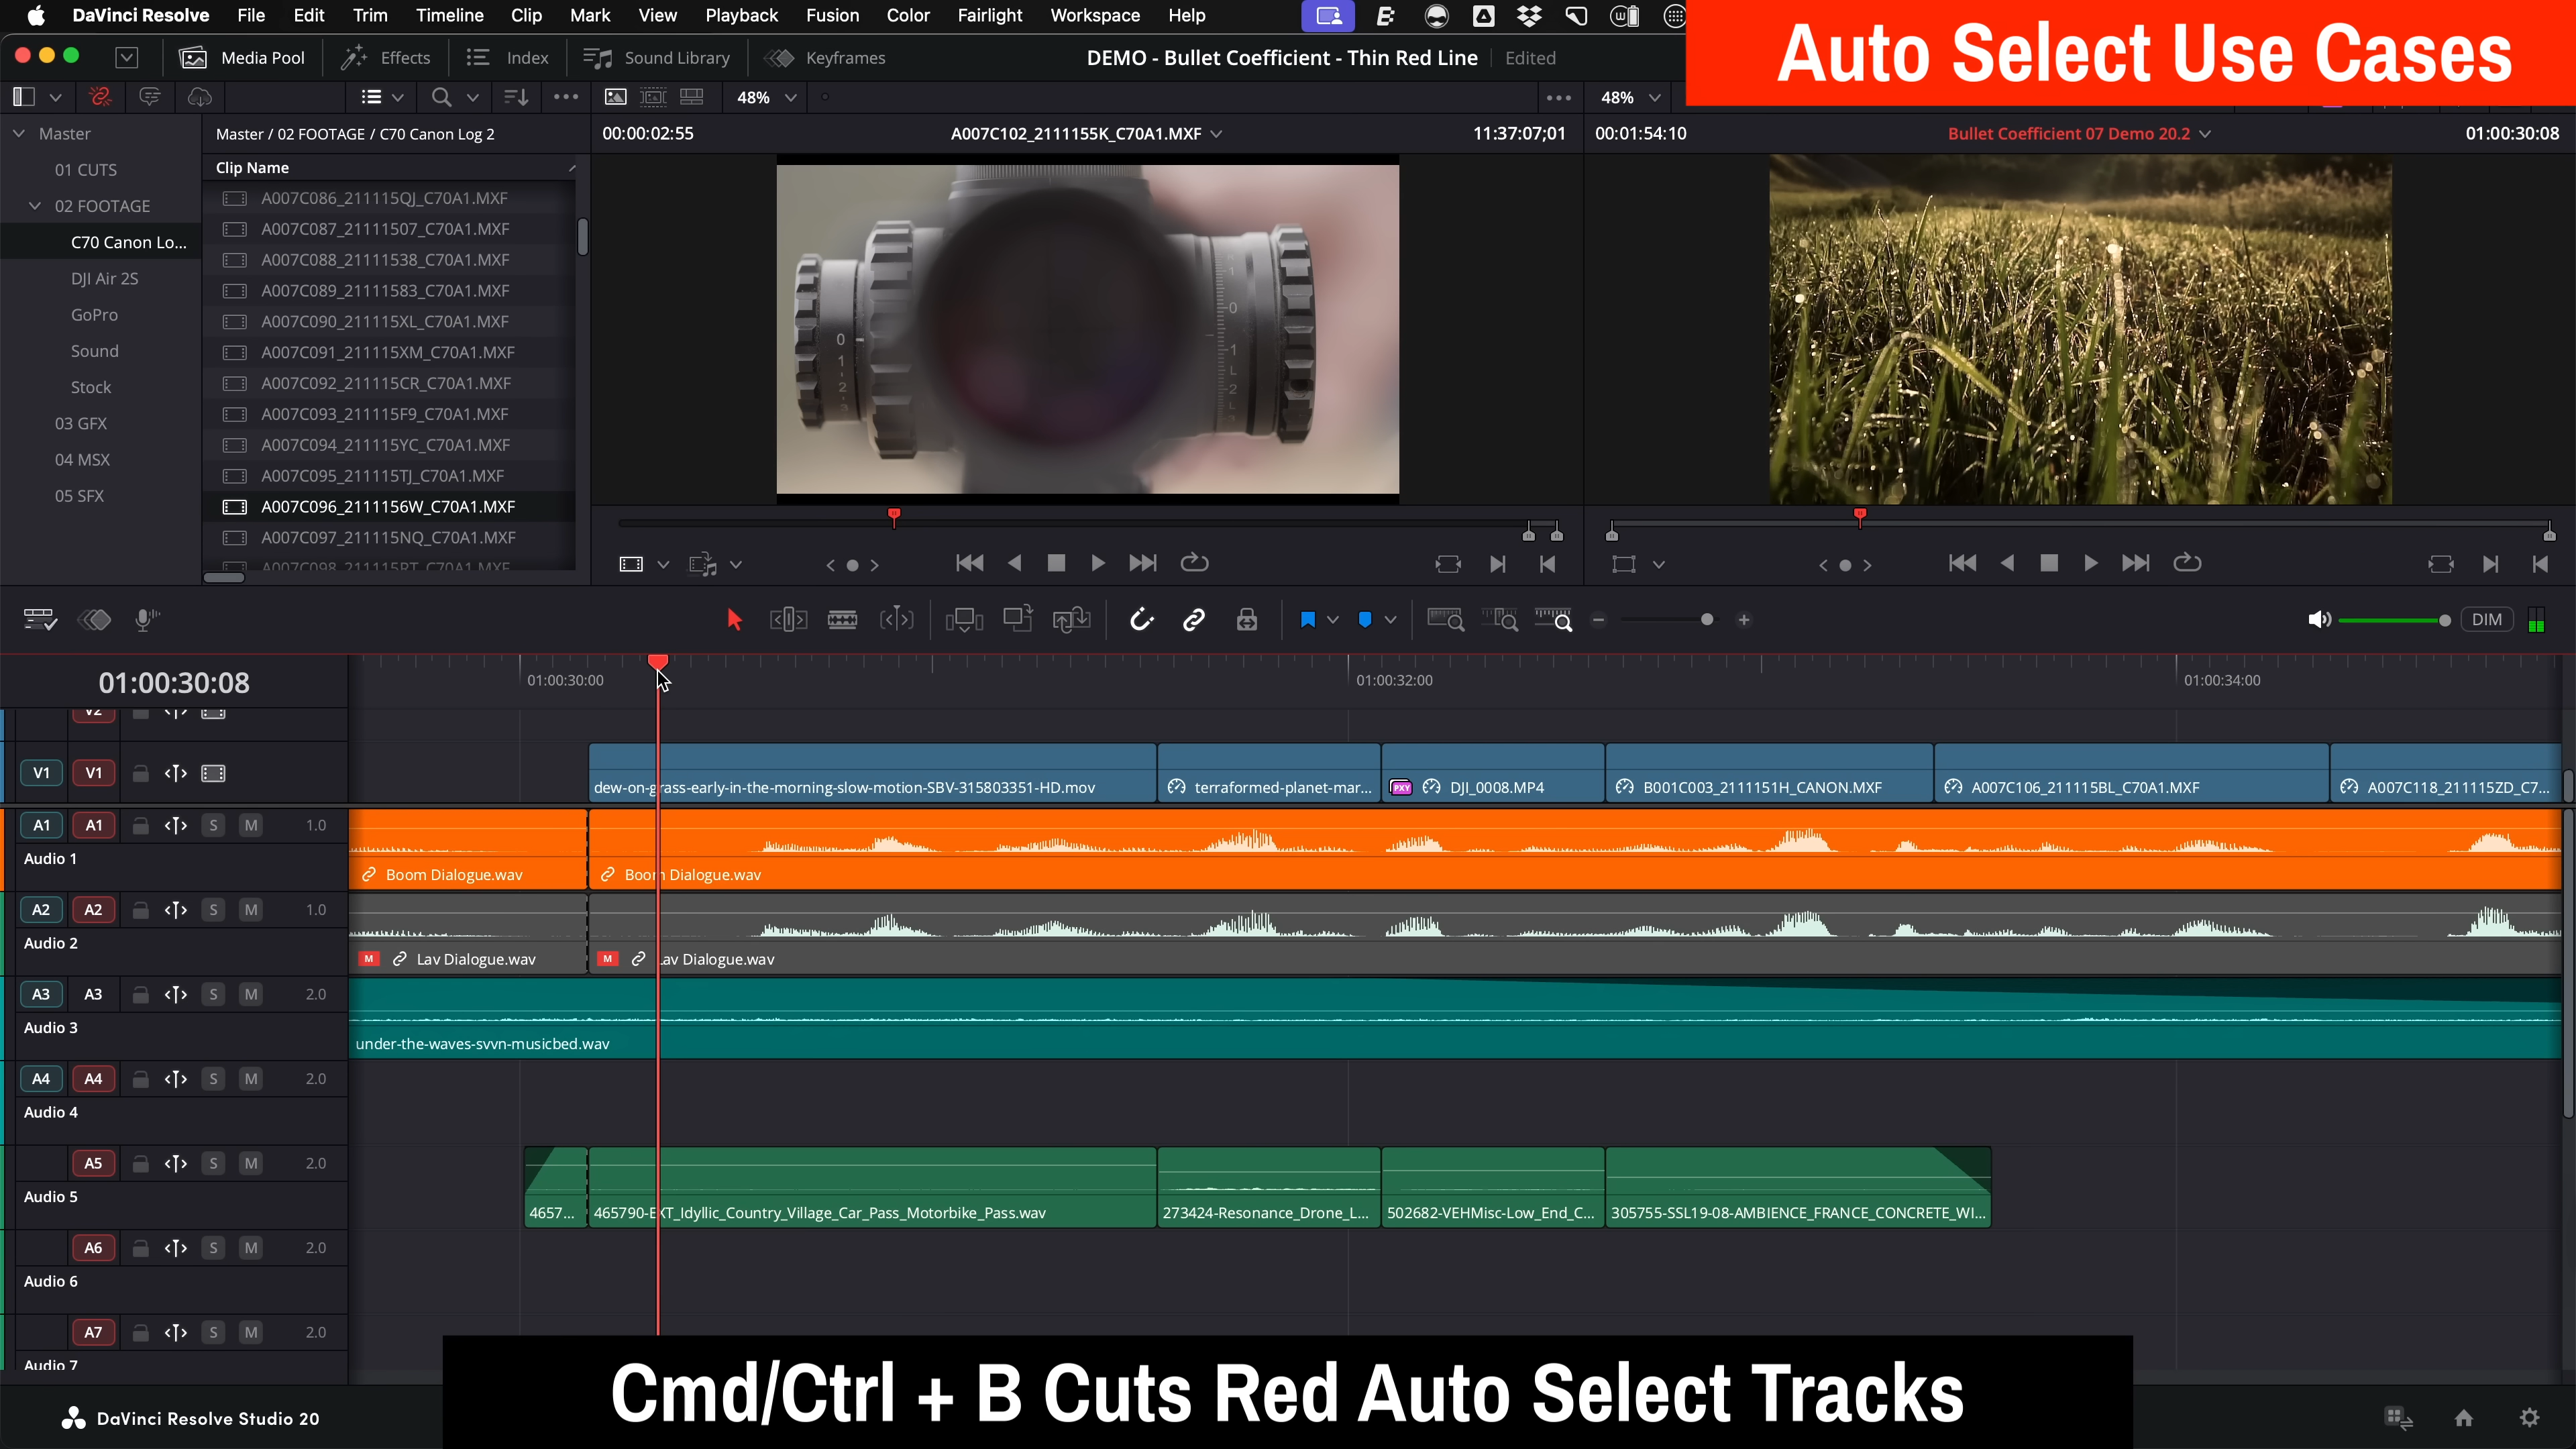 DaVinci Resolve File Edit Trim Timeline Clip Mark View Playback Fusion Color Fairlight Workspace Help
Auto Select Use Cases
Media Pool Effects Index Sound Library Keyframes DEMO - Bullet Coefficient - Thin Red Line Edited
48% 48%
Master Master / 02 FOOTAGE / C70 Canon Log 2 00:00:02:55 A007C102_2111155K_C70A1.MXF 11:37:07;01 00:01:54:10 Bullet Coefficient 07 Demo 20.2 01:00:30:08
01 CUTS Clip Name
02 FOOTAGE A007C086_211115QJ_C70A1.MXF
A007C087_21111507_C70A1.MXF
C70 Canon Lo... A007C088_21111538_C70A1.MXF
DJI Air 2S A007C089_21111583_C70A1.MXF
GoPro A007C090_211115XL_C70A1.MXF
Sound A007C091_211115XM_C70A1.MXF
Stock A007C092_211115CR_C70A1.MXF
03 GFX A007C093_211115F9_C70A1.MXF
04 MSX A007C094_211115YC_C70A1.MXF
A007C095_211115TJ_C70A1.MXF
05 SFX A007C096_2111156W_C70A1.MXF
A007C097_211115NQ_C70A1.MXF
A007C098_211115RT_C70A1.MXF
DIM
01:00:30:08 01:00:30:00 01:00:32:00 01:00:34:00
V2
V1 V1 dew-on-grass-early-in-the-morning-slow-motion-SBV-315803351-HD.mov terraformed-planet-mar... PXY DJI_0008.MP4 B001C003_2111151H_CANON.MXF A007C106_211115BL_C70A1.MXF A007C118_211115ZD_C7...
A1 A1 S M 1.0
Audio 1 Boom Dialogue.wav Boom Dialogue.wav
A2 A2 S M 1.0
Audio 2 M Lav Dialogue.wav M Lav Dialogue.wav
A3 A3 S M 2.0
Audio 3 under-the-waves-svvn-musicbed.wav
A4 A4 S M 2.0
Audio 4
A5 S M 2.0
Audio 5 4657... 465790-EXT_Idyllic_Country_Village_Car_Pass_Motorbike_Pass.wav 273424-Resonance_Drone_L... 502682-VEHMisc-Low_End_C... 305755-SSL19-08-AMBIENCE_FRANCE_CONCRETE_WI...
A6 S M 2.0
Audio 6
A7 S M 2.0
Audio 7
Cmd/Ctrl + B Cuts Red Auto Select Tracks
DaVinci Resolve Studio 20